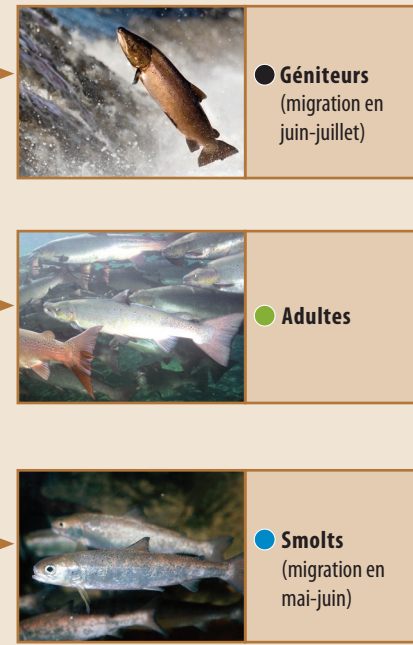 Géniteurs
(migration en
juin-juillet)
Adultes
Smolts
(migration en
mai-juin)